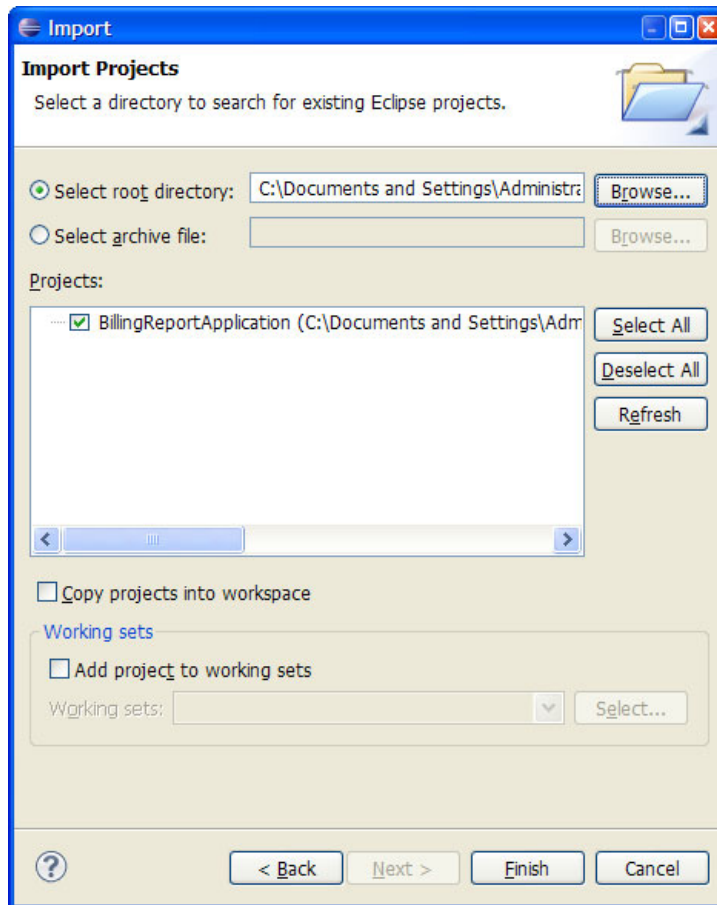 Import
Import Projects
Select a directory to search for existing Eclipse projects.
Select root directory: C:\Documents and Settings\Administra Browse...
Select archive file: Browse...
Projects:
BillingReportApplication (C:\Documents and Settings\Adm
Select All
Deselect All
Refresh
Copy projects into workspace
Working sets
Add project to working sets
Working sets: Select...
? < Back Next > Finish Cancel